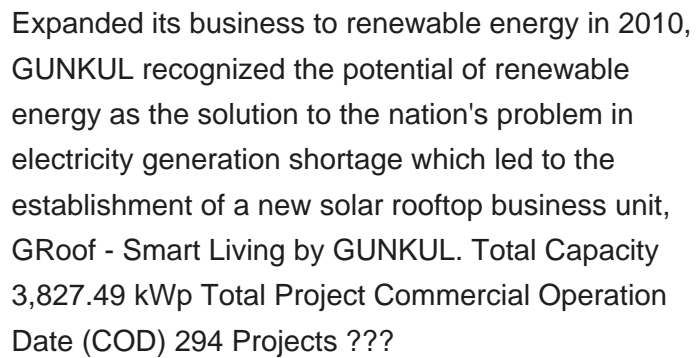 Expanded its business to renewable energy in 2010,
GUNKUL recognized the potential of renewable
energy as the solution to the nation's problem in
electricity generation shortage which led to the
establishment of a new solar rooftop business unit,
GRoof - Smart Living by GUNKUL. Total Capacity
3,827.49 kWp Total Project Commercial Operation
Date (COD) 294 Projects ???